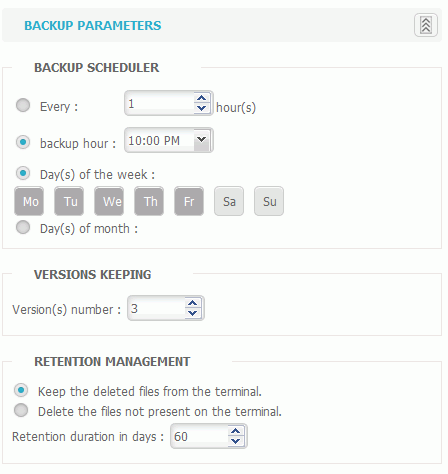 BACKUP PARAMETERS
BACKUP SCHEDULER
Every : 1 hour(s)
backup hour : 10:00 PM
Day(s) of the week :
Mo Tu We Th Fr Sa Su
Day(s) of month :
VERSIONS KEEPING
Version(s) number : 3
RETENTION MANAGEMENT
Keep the deleted files from the terminal.
Delete the files not present on the terminal.
Retention duration in days : 60